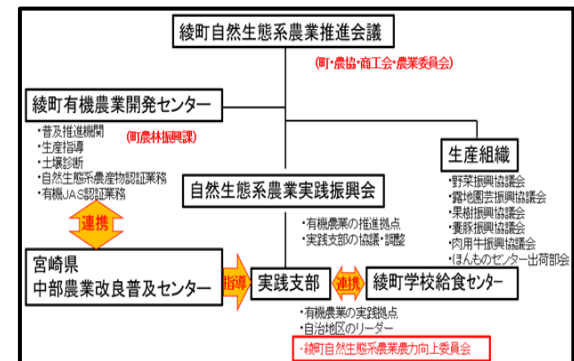 綾町自然生態系農業推進会議
(町・農協・商工会・農業委員会)
綾町有機農業開発センター
・普及推進機関
・生産指導
・土壌診断
・自然生態系農産物認証業務
・有機JAS認証業務
(町農林振興課)
自然生態系農業実践振興会
・有機農業の推進拠点
・実践支部の協議・調整
生産組織
・野菜振興協議会
・露地園芸振興協議会
・果樹振興協議会
・養豚振興協議会
・肉用牛振興協議会
・ほんものセンター出荷部会
連携
宮崎県
中部農業改良普及センター
指導
実践支部
連携
綾町学校給食センター
・有機農業の実践拠点
・自治地区のリーダー
・綾町自然生態系農業農力向上委員会